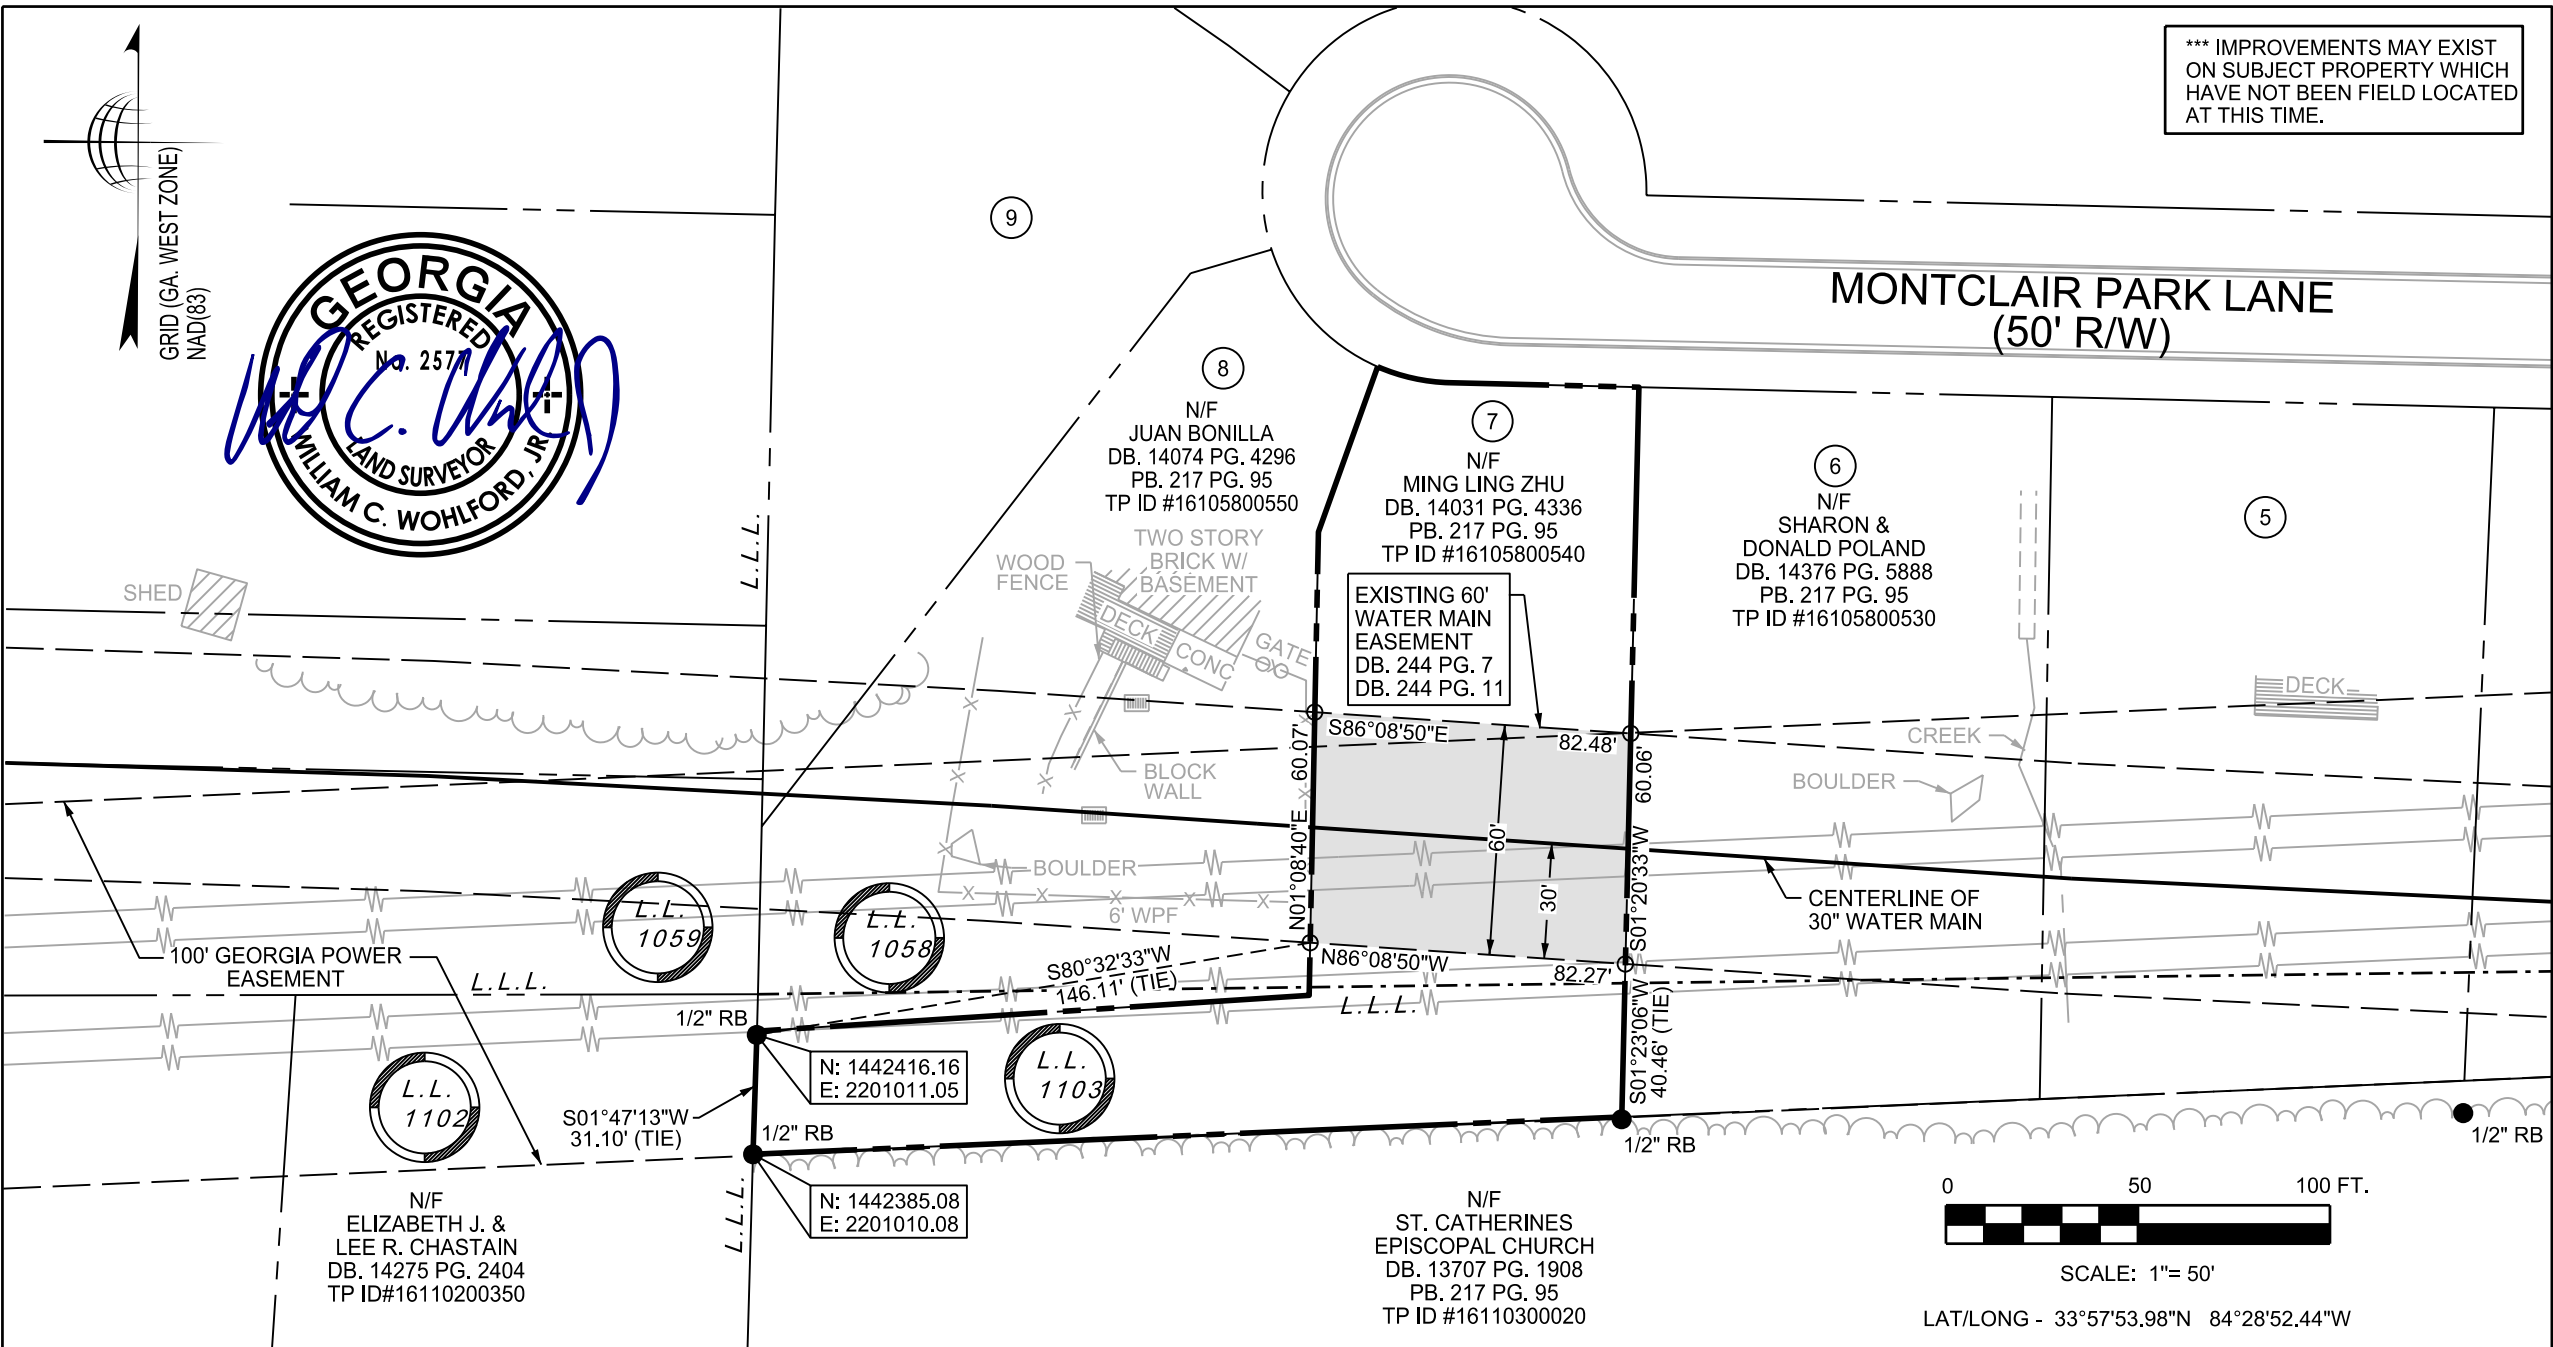 *** IMPROVEMENTS MAY EXIST
ON SUBJECT PROPERTY WHICH
HAVE NOT BEEN FIELD LOCATED
AT THIS TIME.
GRID (GA. WEST ZONE)
NAD(83)
GEORGIA
REGISTERED
No. 2577
LAND SURVEYOR
WILLIAM C. WOHLFORD, JR.
MONTCLAIR PARK LANE
(50' R/W)
9
8
N/F
JUAN BONILLA
DB. 14074 PG. 4296
PB. 217 PG. 95
TP ID #16105800550
7
N/F
MING LING ZHU
DB. 14031 PG. 4336
PB. 217 PG. 95
TP ID #16105800540
6
N/F
SHARON &
DONALD POLAND
DB. 14376 PG. 5888
PB. 217 PG. 95
TP ID #16105800530
5
L.L.L.
SHED
WOOD
FENCE
TWO STORY
BRICK W/
BASEMENT
DECK
CONC
GATE
EXISTING 60'
WATER MAIN
EASEMENT
DB. 244 PG. 7
DB. 244 PG. 11
DECK
CREEK
BOULDER
BLOCK
WALL
S86°08'50"E
82.48'
N01°08'40"E
60.07'
60.06'
S01°20'33"W
60'
30'
BOULDER
6' WPF
CENTERLINE OF
30" WATER MAIN
L.L.
1059
L.L.
1058
100' GEORGIA POWER
EASEMENT
L.L.L.
S80°32'33"W
146.11' (TIE)
N86°08'50"W
82.27'
L.L.L.
S01°23'06"W
40.46' (TIE)
1/2" RB
N: 1442416.16
E: 2201011.05
L.L.
1103
L.L.
1102
S01°47'13"W
31.10' (TIE)
1/2" RB
1/2" RB
1/2" RB
N: 1442385.08
E: 2201010.08
L.L.L.
N/F
ELIZABETH J. &
LEE R. CHASTAIN
DB. 14275 PG. 2404
TP ID#16110200350
N/F
ST. CATHERINES
EPISCOPAL CHURCH
DB. 13707 PG. 1908
PB. 217 PG. 95
TP ID #16110300020
0 50 100 FT.
SCALE: 1"= 50'
LAT/LONG - 33°57'53.98"N 84°28'52.44"W